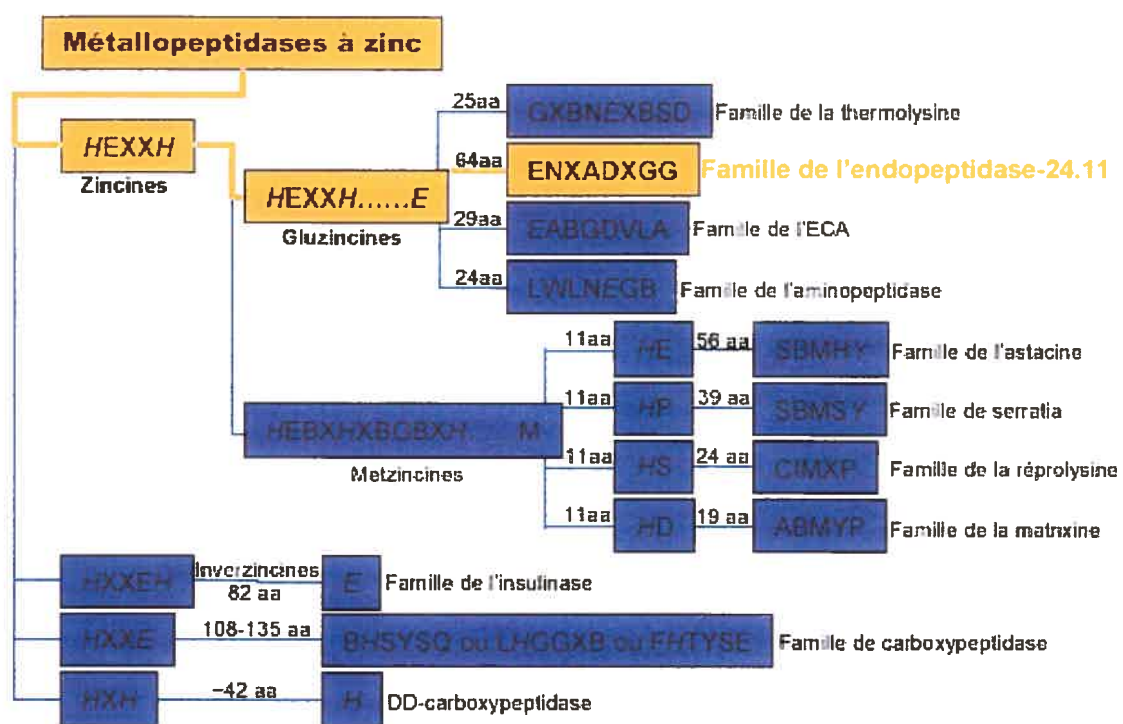 Métallopeptidases à zinc
HEXXH
Zincines
HEXXH......E
Gluzincines
25aa
GXBNEXBSD
Famille de la thermolysine
64aa
ENXADXGG
Famille de l'endopeptidase-24.11
29aa
EABGDVLA
Famille de l'ECA
24aa
LWLNEGB
Famille de l'aminopeptidase
HEBXHXBGBXH.... M
Metzincines
11aa
HE
56 aa
SBMHY
Famille de l'astacine
11aa
HP
39 aa
SBMSY
Famille de serratia
11aa
HS
24 aa
CIMXP
Famille de la réprolysine
11aa
HD
19 aa
ABMYP
Famille de la matrixine
HXXEH
Inverzincines
82 aa
E
Famille de l'insulinase
HXXE
108-135 aa
BHSYSQ ou LHGGXB ou FHTYSE
Famille de carboxypeptidase
HXH
~42 aa
H
DD-carboxypeptidase